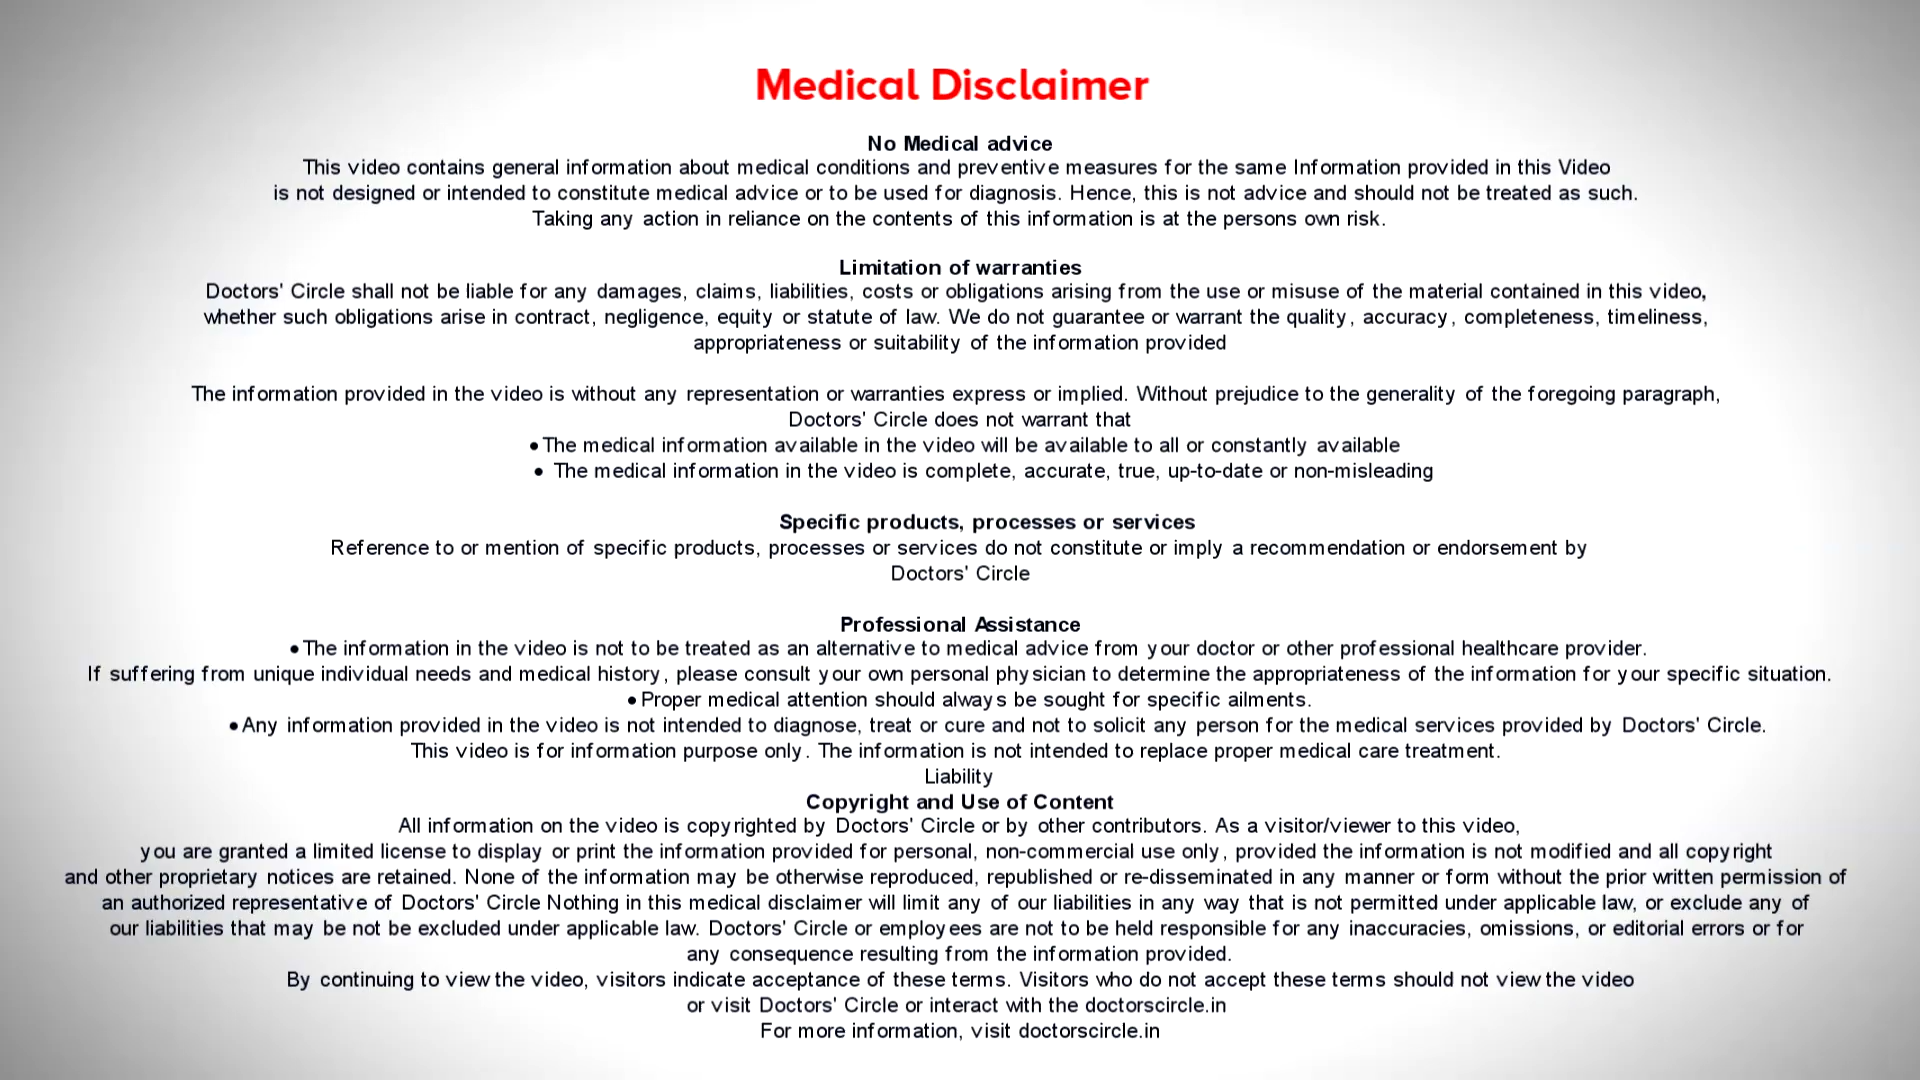 Medical Disclaimer
No Medical advice
This video contains general information about medical conditions and preventive measures for the same Information provided in this Video
is not designed or intended to constitute medical advice or to be used for diagnosis. Hence, this is not advice and should not be treated as such.
Taking any action in reliance on the contents of this information is at the persons own risk.
Limitation of warranties
Doctors' Circle shall not be liable for any damages, claims, liabilities, costs or obligations arising from the use or misuse of the material contained in this video,
whether such obligations arise in contract, negligence, equity or statute of law. We do not guarantee or warrant the quality, accuracy, completeness, timeliness,
appropriateness or suitability of the information provided
The information provided in the video is without any representation or warranties express or implied. Without prejudice to the generality of the foregoing paragraph,
Doctors' Circle does not warrant that
•The medical information available in the video will be available to all or constantly available
• The medical information in the video is complete, accurate, true, up-to-date or non-misleading
Specific products, processes or services
Reference to or mention of specific products, processes or services do not constitute or imply a recommendation or endorsement by
Doctors' Circle
Professional Assistance
•The information in the video is not to be treated as an alternative to medical advice from your doctor or other professional healthcare provider.
If suffering from unique individual needs and medical history, please consult your own personal physician to determine the appropriateness of the information for your specific situation.
•Proper medical attention should always be sought for specific ailments.
•Any information provided in the video is not intended to diagnose, treat or cure and not to solicit any person for the medical services provided by Doctors' Circle.
This video is for information purpose only. The information is not intended to replace proper medical care treatment.
Liability
Copyright and Use of Content
All information on the video is copyrighted by Doctors' Circle or by other contributors. As a visitor/viewer to this video,
you are granted a limited license to display or print the information provided for personal, non-commercial use only, provided the information is not modified and all copyright
and other proprietary notices are retained. None of the information may be otherwise reproduced, republished or re-disseminated in any manner or form without the prior written permission of
an authorized representative of Doctors' Circle Nothing in this medical disclaimer will limit any of our liabilities in any way that is not permitted under applicable law, or exclude any of
our liabilities that may be not be excluded under applicable law. Doctors' Circle or employees are not to be held responsible for any inaccuracies, omissions, or editorial errors or for
any consequence resulting from the information provided.
By continuing to view the video, visitors indicate acceptance of these terms. Visitors who do not accept these terms should not view the video
or visit Doctors' Circle or interact with the doctorscircle.in
For more information, visit doctorscircle.in